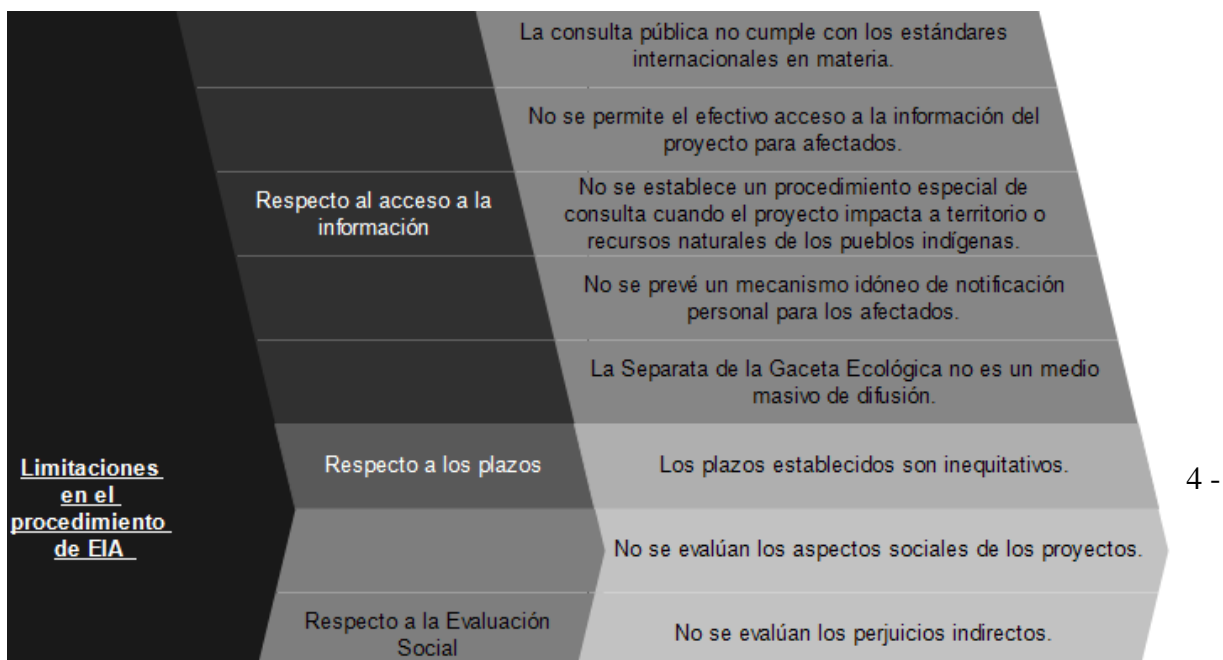 La consulta pública no cumple con los estándares
internacionales en materia.
No se permite el efectivo acceso a la información del
proyecto para afectados.
Respecto al acceso a la
información
No se establece un procedimiento especial de
consulta cuando el proyecto impacta a territorio o
recursos naturales de los pueblos indígenas.
No se prevé un mecanismo idóneo de notificación
personal para los afectados.
La Separata de la Gaceta Ecológica no es un medio
masivo de difusión.
Limitaciones
en el
procedimiento
de EIA
Respecto a los plazos
Los plazos establecidos son inequitativos.
4 -
No se evalúan los aspectos sociales de los proyectos.
Respecto a la Evaluación
Social
No se evalúan los perjuicios indirectos.